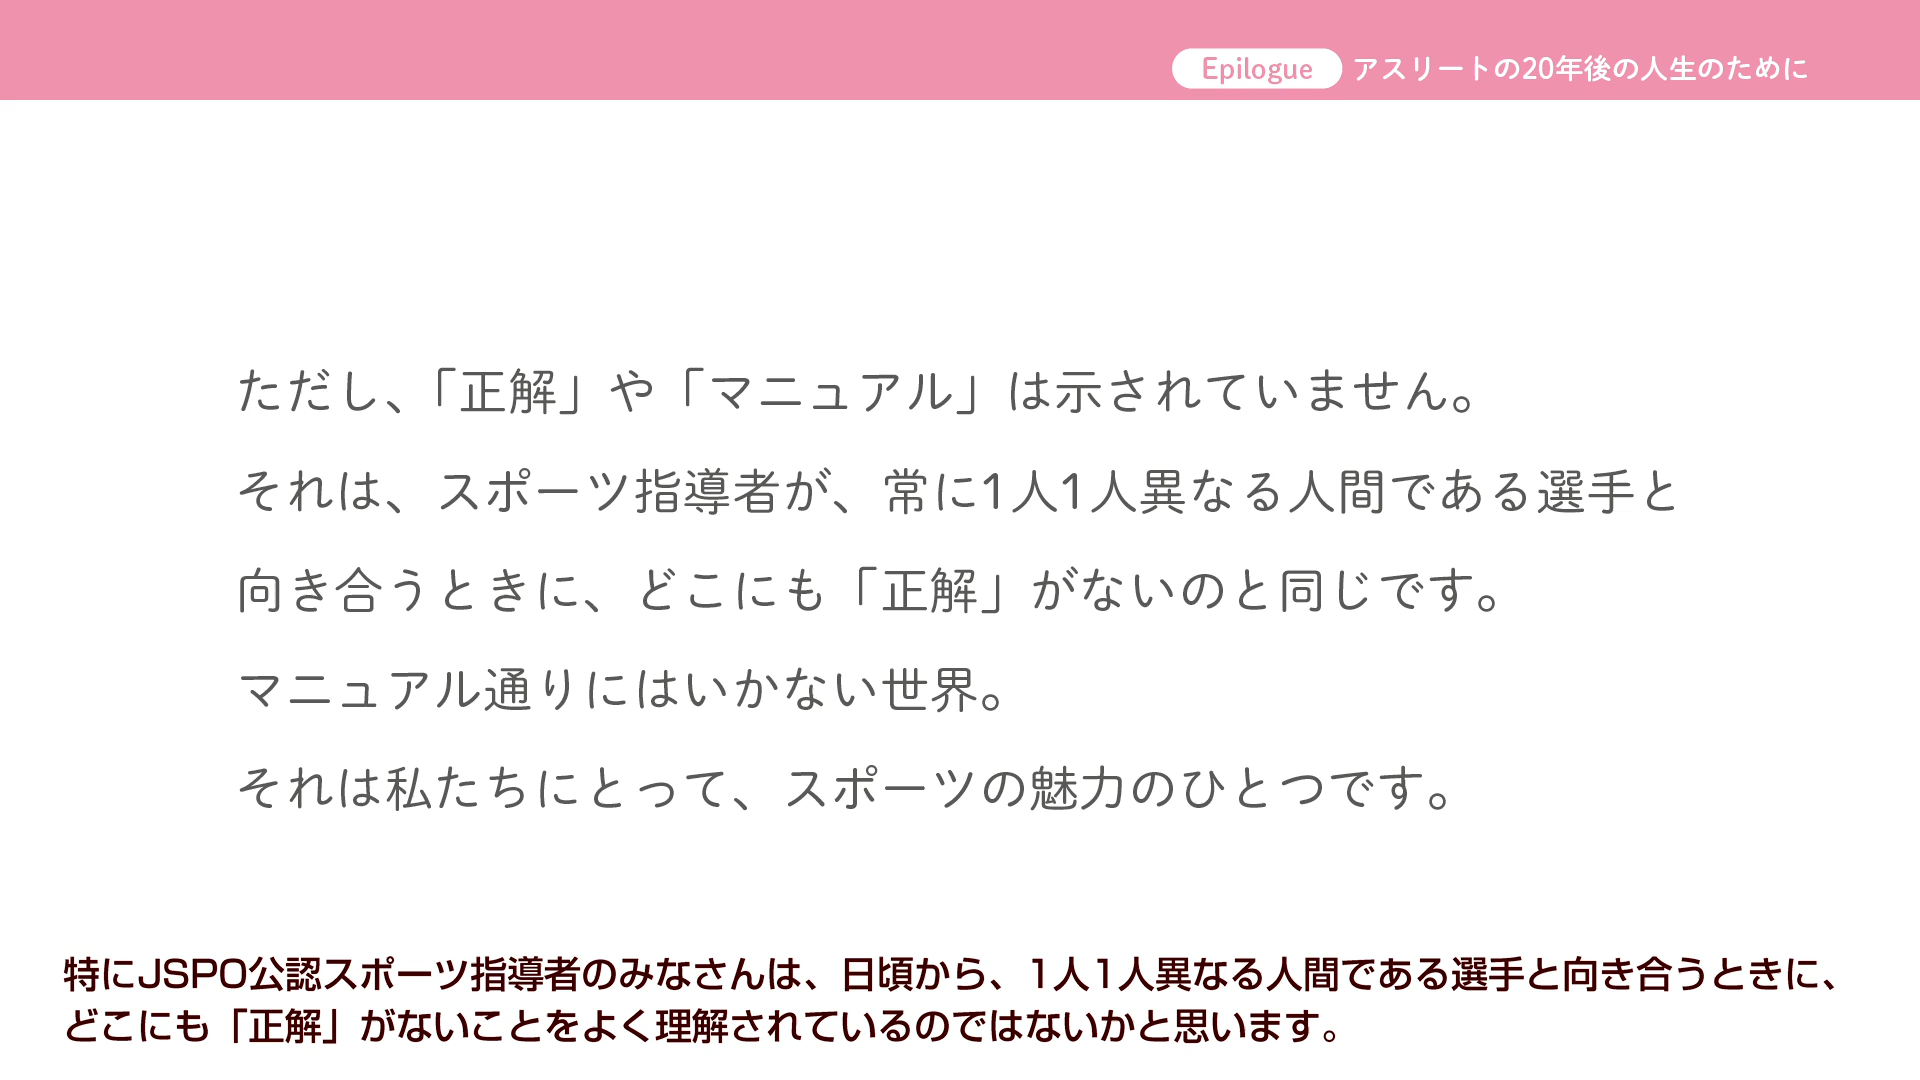 Epilogue アスリートの20年後の人生のために
ただし、「正解」や「マニュアル」は示されていません。
それは、スポーツ指導者が、常に1人1人異なる人間である選手と
向き合うときに、どこにも「正解」がないのと同じです。
マニュアル通りにはいかない世界。
それは私たちにとって、スポーツの魅力のひとつです。
特にJSPO公認スポーツ指導者のみなさんは、日頃から、1人1人異なる人間である選手と向き合うときに、
どこにも「正解」がないことをよく理解されているのではないかと思います。